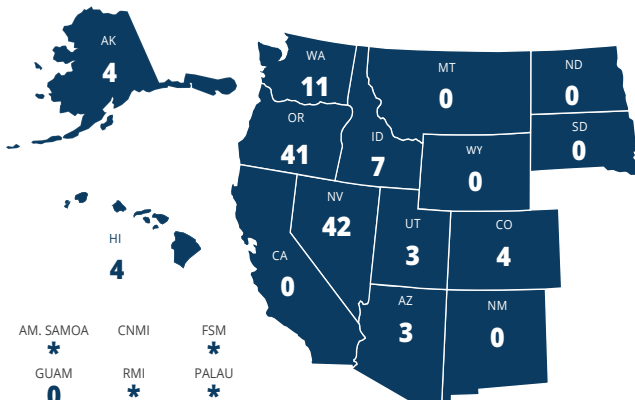 AK
4
WA
11
MT
0
ND
0
OR
41
ID
7
SD
0
WY
0
NV
42
UT
3
CO
4
HI
4
CA
0
AZ
3
NM
0
AM. SAMOA
*
CNMI
FSM
*
GUAM
0
RMI
*
PALAU
*